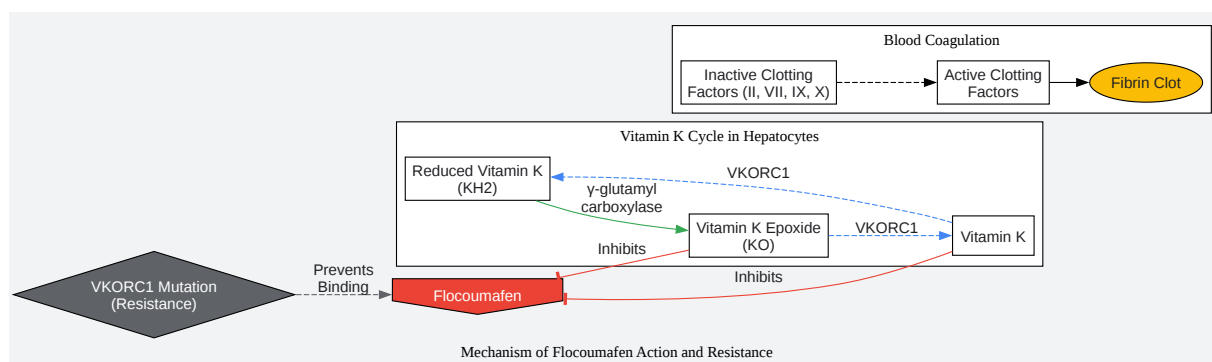 Blood Coagulation
Inactive Clotting
Factors (II, VII, IX, X)
Active Clotting
Factors
Fibrin Clot
Vitamin K Cycle in Hepatocytes
Reduced Vitamin K
(KH2)
VKORC1
γ-glutamyl
carboxylase
Vitamin K Epoxide
(KO)
VKORC1
Vitamin K
Inhibits
Inhibits
VKORC1 Mutation
(Resistance)
Prevents
Binding
Flocoumafen
Mechanism of Flocoumafen Action and Resistance